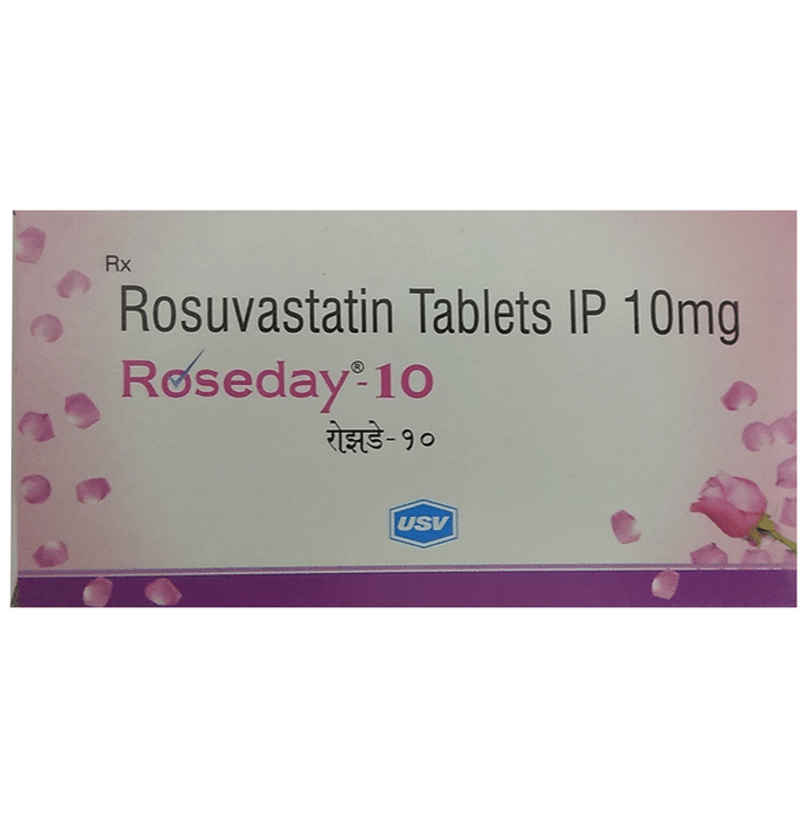 Rx
Rosuvastatin Tablets IP 10mg
Roseday®-10
रोझडे-१०
USV